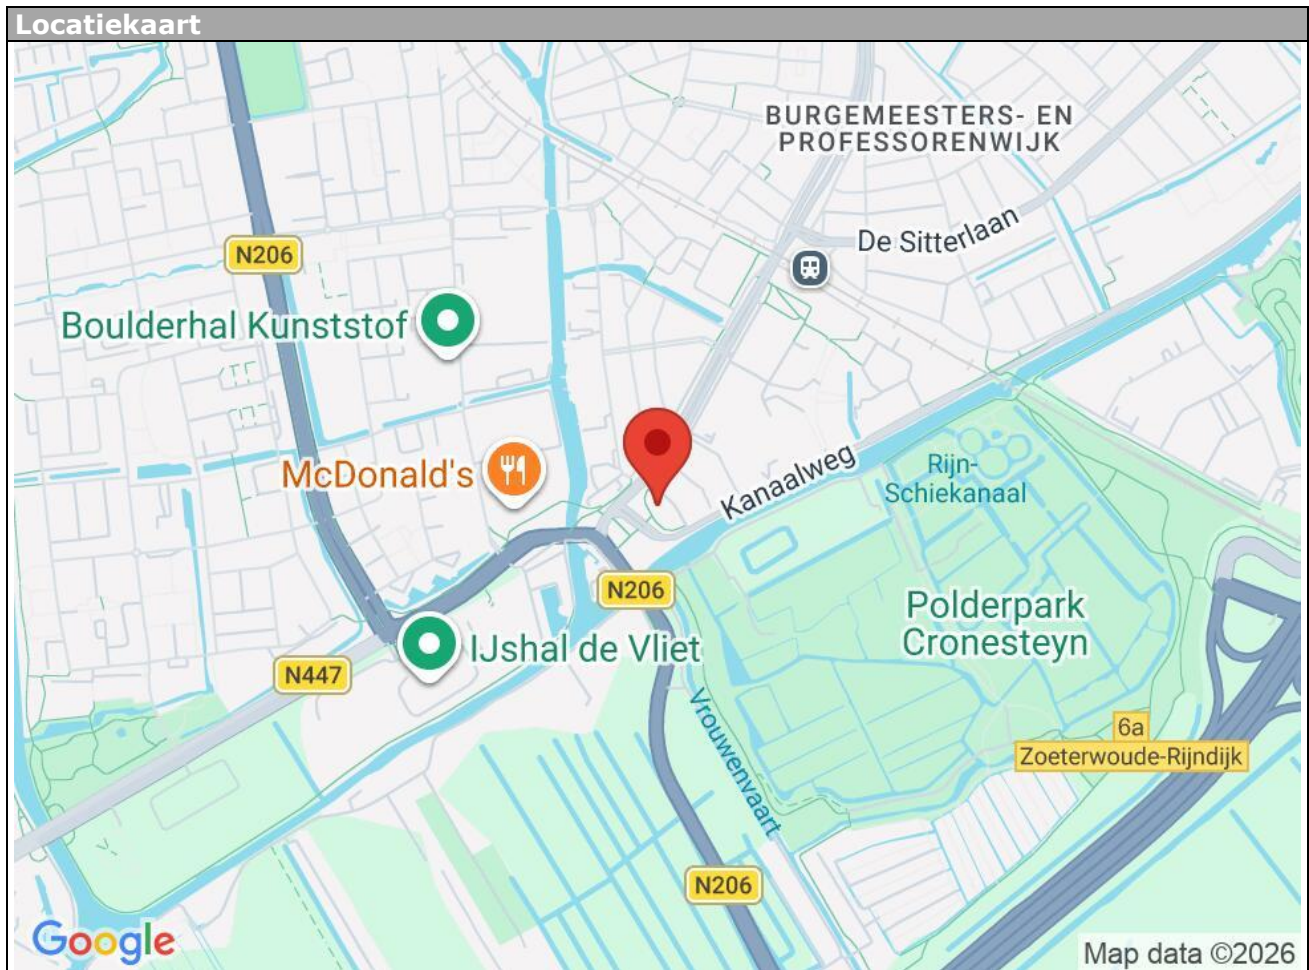 Locatiekaart
BURGEMEESTERS- EN
PROFESSORENWIJK
De Sitterlaan
N206
Boulderhal Kunststof
McDonald's
Kanaalweg
Rijn-
Schiekanaal
N206
Polderpark
Cronesteyn
IJshal de Vliet
N447
Vrouwenvaart
6a
Zoeterwoude-Rijndijk
N206
Google
Map data ©2026